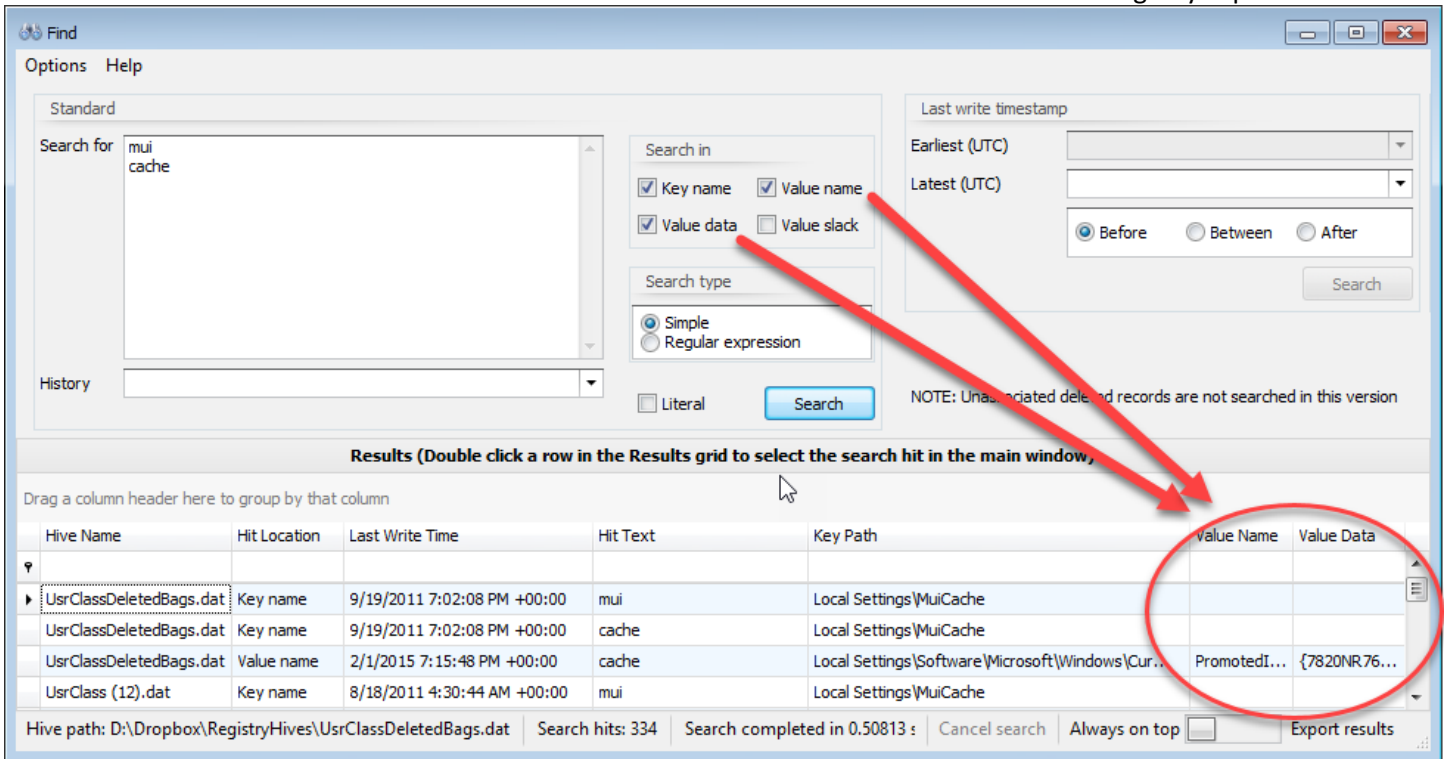 Find
Options Help
Standard
Search for
mui
cache
History
Search in
Key name
Value name
Value data
Value slack
Search type
Simple
Regular expression
Literal
Search
Last write timestamp
Earliest (UTC)
Latest (UTC)
Before
Between
After
Search
NOTE: Unassociated deleted records are not searched in this version
Results (Double click a row in the Results grid to select the search hit in the main window)
Drag a column header here to group by that column
Hive Name Hit Location Last Write Time Hit Text Key Path Value Name Value Data
UsrClassDeletedBags.dat Key name 9/19/2011 7:02:08 PM +00:00 mui Local Settings\MuiCache
UsrClassDeletedBags.dat Key name 9/19/2011 7:02:08 PM +00:00 cache Local Settings\MuiCache
UsrClassDeletedBags.dat Value name 2/1/2015 7:15:48 PM +00:00 cache Local Settings\Software\Microsoft\Windows\Cur... PromotedI... {7820NR76...
UsrClass (12).dat Key name 8/18/2011 4:30:44 AM +00:00 mui Local Settings\MuiCache
Hive path: D:\Dropbox\RegistryHives\UsrClassDeletedBags.dat Search hits: 334 Search completed in 0.50813 s Cancel search Always on top Export results